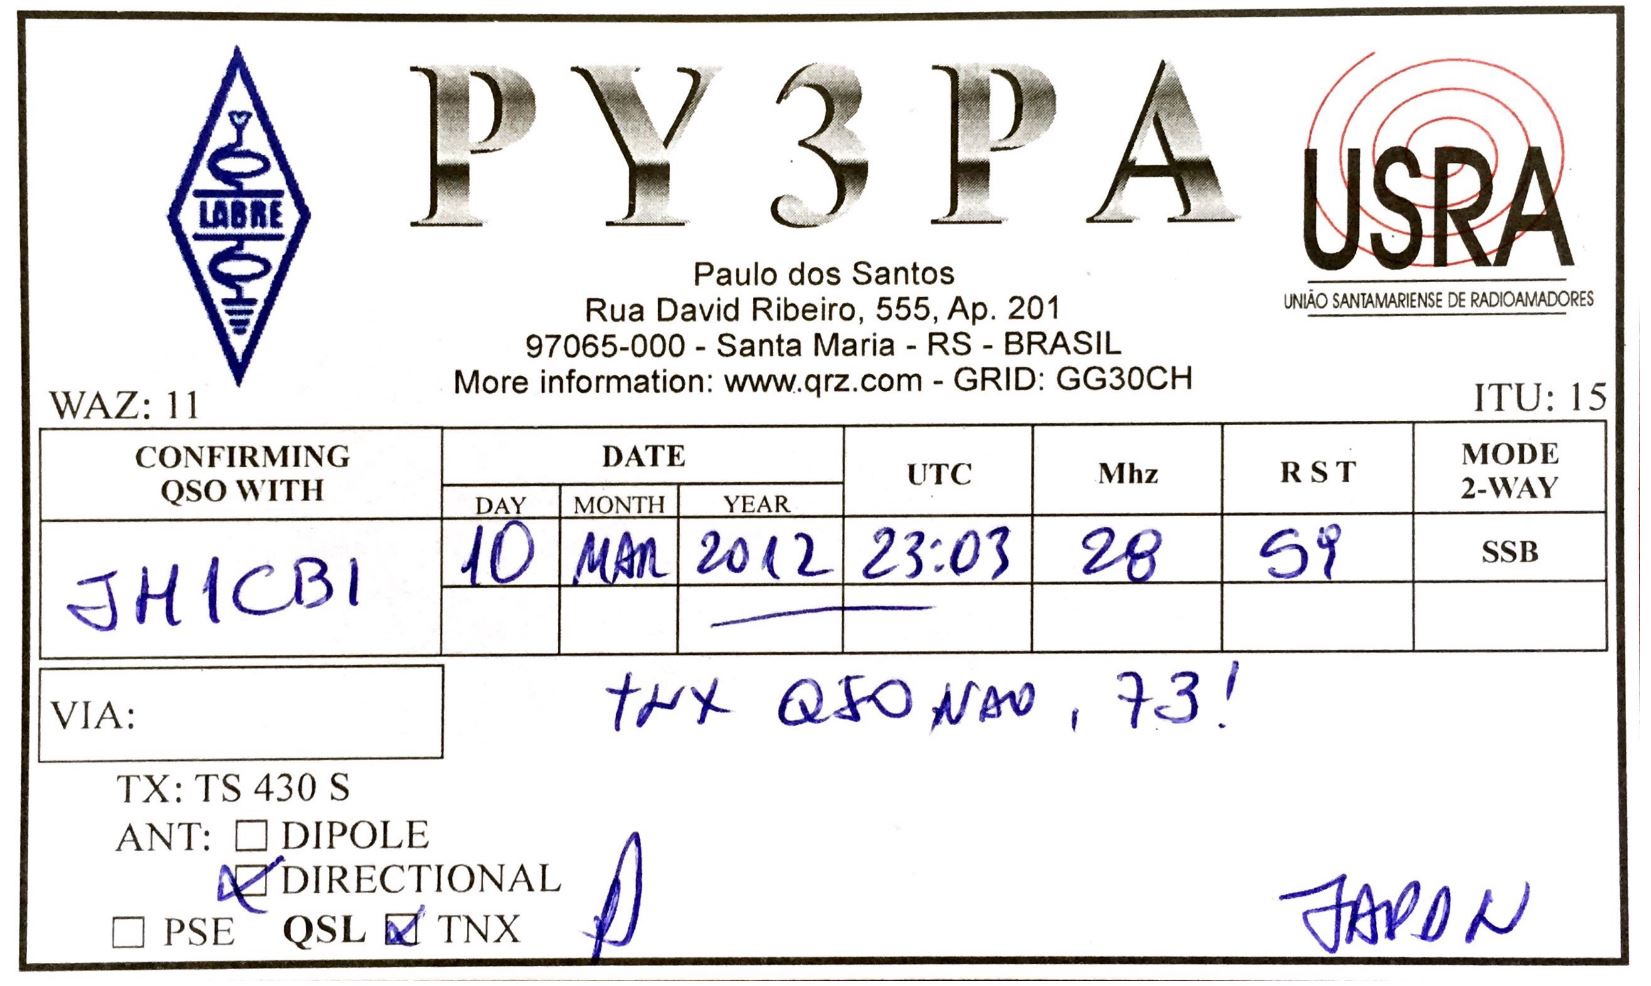 LABRE
PY3PA
USRA
UNIÃO SANTAMARIENSE DE RADIOAMADORES
Paulo dos Santos
Rua David Ribeiro, 555, Ap. 201
97065-000 - Santa Maria - RS - BRASIL
More information: www.qrz.com - GRID: GG30CH
WAZ: 11
ITU: 15
CONFIRMING QSO WITH DATE UTC Mhz RST MODE 2-WAY
DAY MONTH YEAR
JH1CBI 10 MAR 2012 23:03 28 59 SSB
TNX QSO NAO, 73!
VIA:
TX: TS 430 S
ANT: DIPOLE
DIRECTIONAL
PSE QSL TNX
JAPON